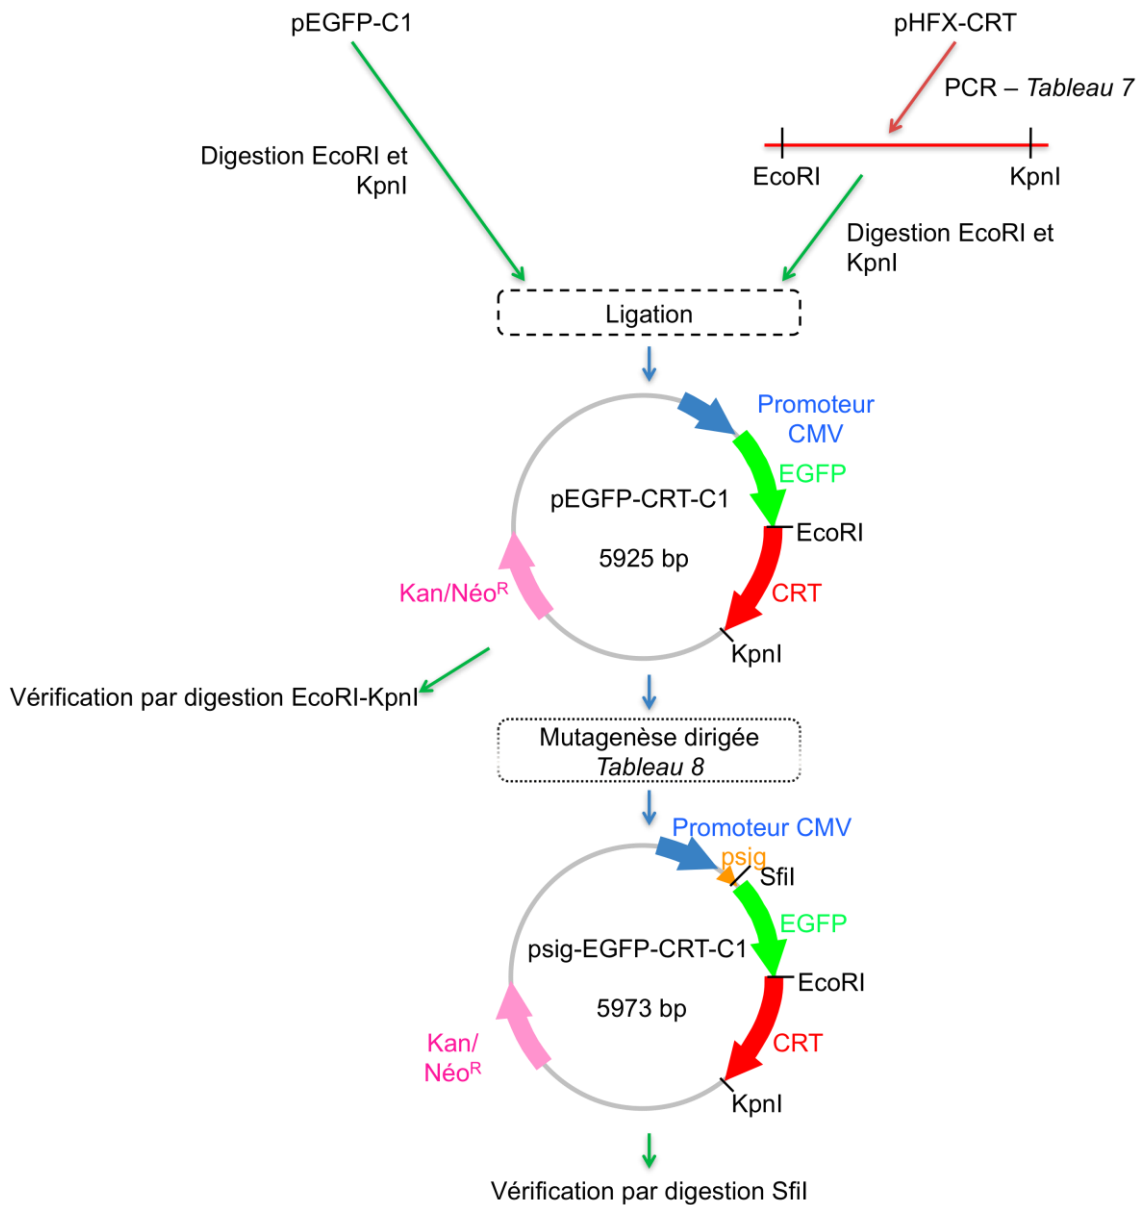 pEGFP-C1
pHFX-CRT
PCR – Tableau 7
Digestion EcoRI et
KpnI
EcoRI
KpnI
Digestion EcoRI et
KpnI
Ligation
Promoteur
CMV
EGFP
pEGFP-CRT-C1
EcoRI
5925 bp
Kan/Néoᴿ
CRT
KpnI
Vérification par digestion EcoRI-KpnI
Mutagenèse dirigée
Tableau 8
Promoteur CMV
psig
SfiI
EGFP
psig-EGFP-CRT-C1
EcoRI
5973 bp
Kan/
Néoᴿ
CRT
KpnI
Vérification par digestion SfiI